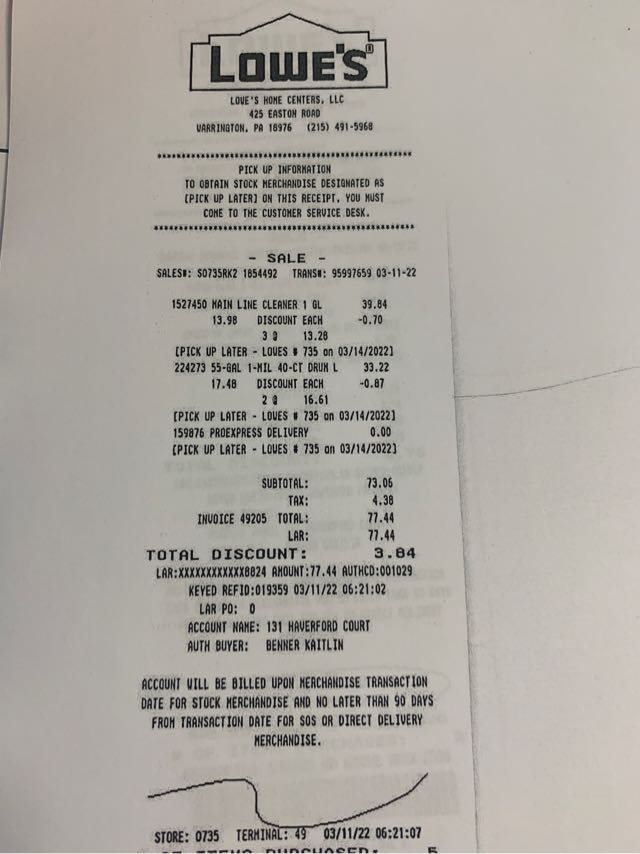 LOWE'S®
LOWE'S HOME CENTERS, LLC
425 EASTON ROAD
WARRINGTON, PA 18976 (215) 491-5968
PICK UP INFORMATION
TO OBTAIN STOCK MERCHANDISE DESIGNATED AS
[PICK UP LATER] ON THIS RECEIPT, YOU MUST
COME TO THE CUSTOMER SERVICE DESK.
- SALE -
SALES#: S0735RK2 1854492 TRANS#: 95997659 03-11-22
1527450 MAIN LINE CLEANER 1 GL 39.84
13.98 DISCOUNT EACH -0.70
3 @ 13.28
[PICK UP LATER - LOWES # 735 on 03/14/2022]
224273 55-GAL 1-MIL 40-CT DRUM L 33.22
17.48 DISCOUNT EACH -0.87
2 @ 16.61
[PICK UP LATER - LOWES # 735 on 03/14/2022]
159876 PROEXPRESS DELIVERY 0.00
[PICK UP LATER - LOWES # 735 on 03/14/2022]
SUBTOTAL: 73.06
TAX: 4.38
INVOICE 49205 TOTAL: 77.44
LAR: 77.44
TOTAL DISCOUNT: 3.84
LAR:XXXXXXXXXXXX8824 AMOUNT:77.44 AUTHCD:001029
KEYED REFID:019359 03/11/22 06:21:02
LAR PO: 0
ACCOUNT NAME: 131 HAVERFORD COURT
AUTH BUYER: BENNER KAITLIN
ACCOUNT WILL BE BILLED UPON MERCHANDISE TRANSACTION
DATE FOR STOCK MERCHANDISE AND NO LATER THAN 90 DAYS
FROM TRANSACTION DATE FOR SOS OR DIRECT DELIVERY
MERCHANDISE.
STORE: 0735 TERMINAL: 49 03/11/22 06:21:07